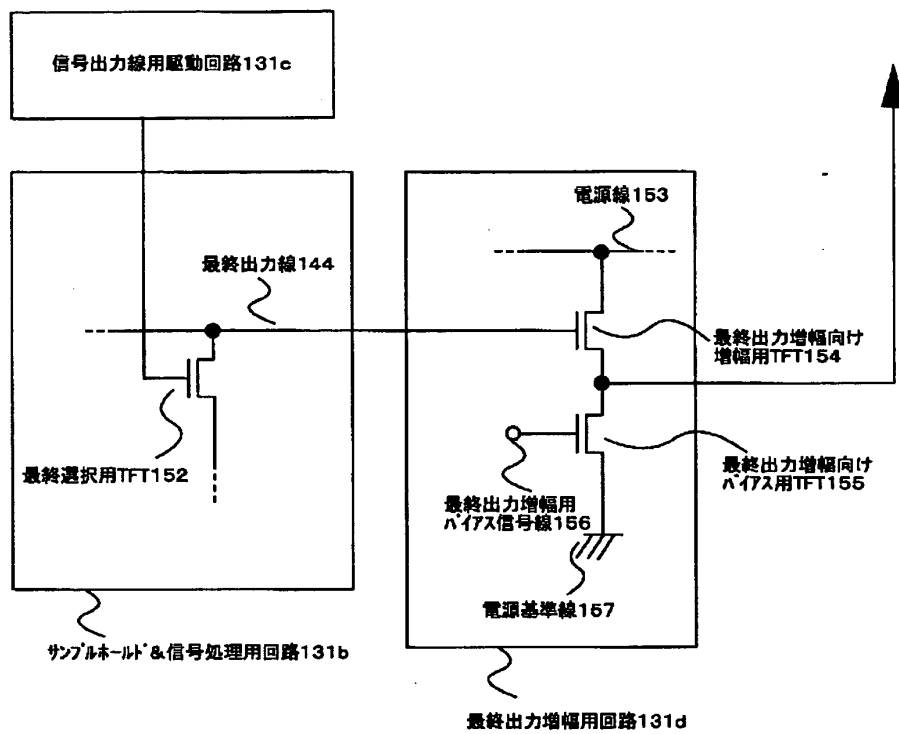 信号出力線用駆動回路131c
電源線153
最終出力線144
最終出力増幅向け
増幅用TFT154
最終選択用TFT152
最終出力増幅用
バイアス信号線156
最終出力増幅向け
バイアス用TFT155
電源基準線157
サンプルホールド&信号処理用回路131b
最終出力増幅用回路131d